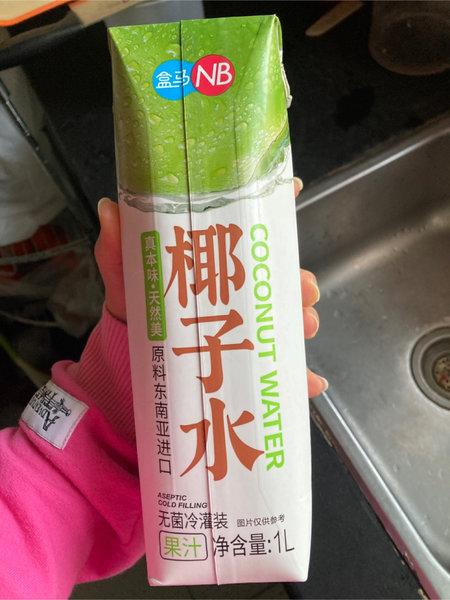 盒马 NB
椰子水
COCONUT WATER
真本味·天然美
原料东南亚进口
ASEPTIC
COLD FILLING
无菌冷灌装
图片仅供参考
果汁 净含量:1L